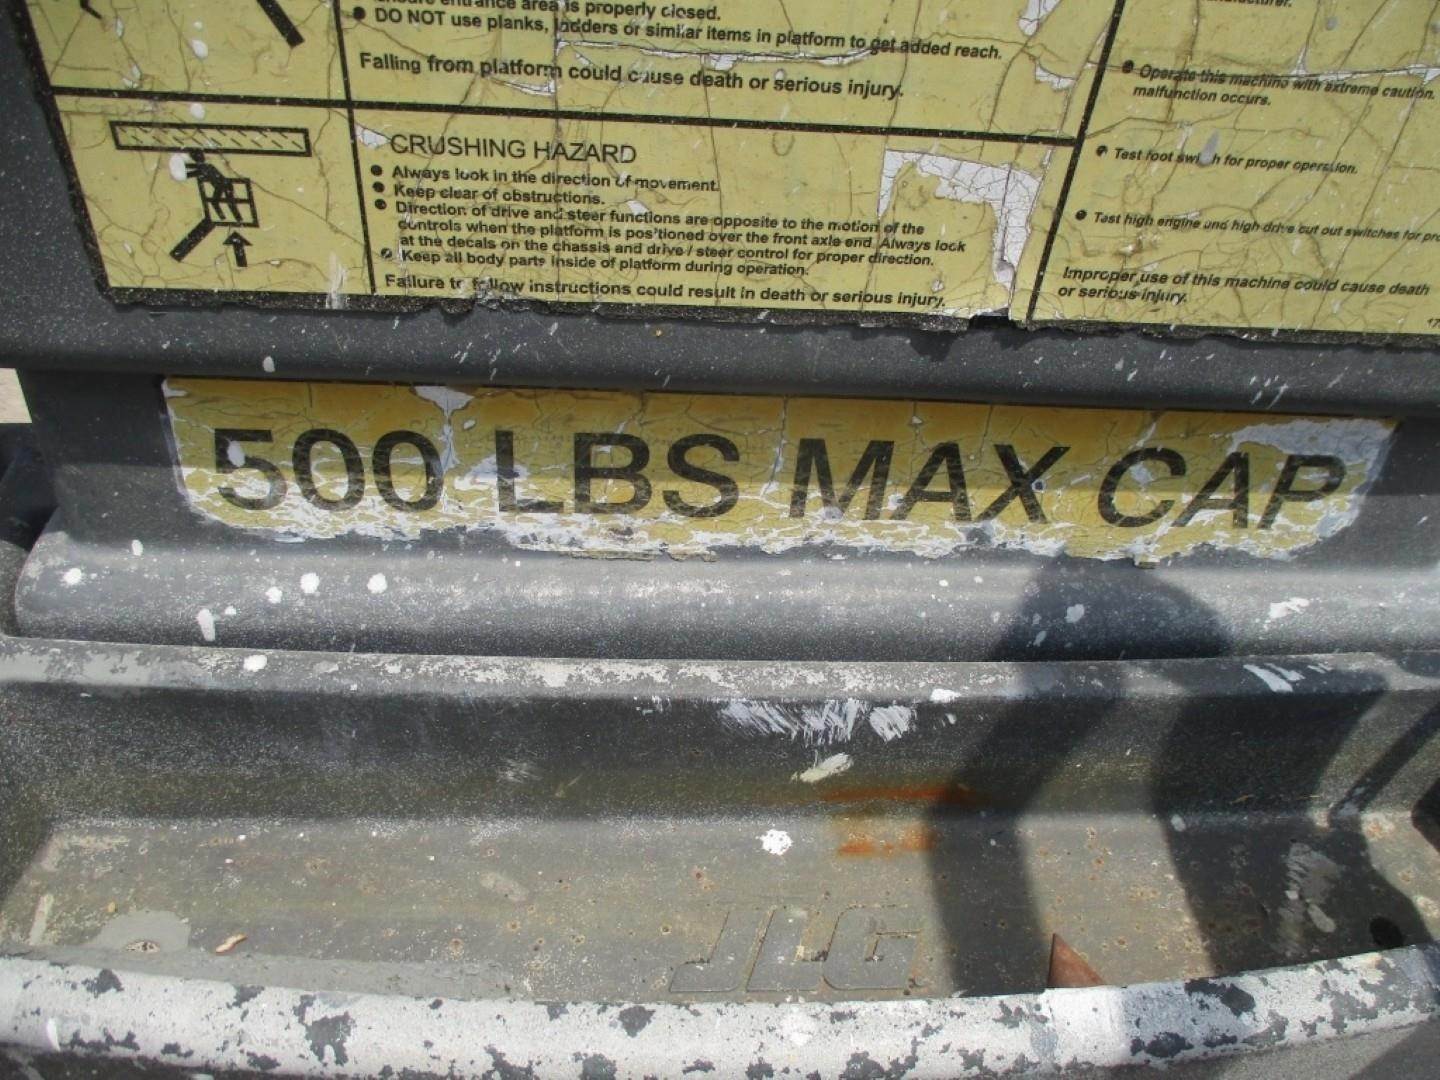 entrance area is properly closed.
DO NOT use planks, ladders or similar items in platform to get added reach.
Falling from platform could cause death or serious injury.
CRUSHING HAZARD
Always look in the direction of movement.
Keep clear of obstructions.
Direction of drive and steer functions are opposite to the motion of the
controls when the platform is positioned over the front axle end. Always look
at the decals on the chassis and drive / steer control for proper direction.
Keep all body parts inside of platform during operation.
Failure to follow instructions could result in death or serious injury.
Operate this machine with extreme caution.
malfunction occurs.
Test foot switch for proper operation.
Test high engine and high drive cut out switches for
Improper use of this machine could cause death
or serious injury.
500 LBS MAX CAP
JLG